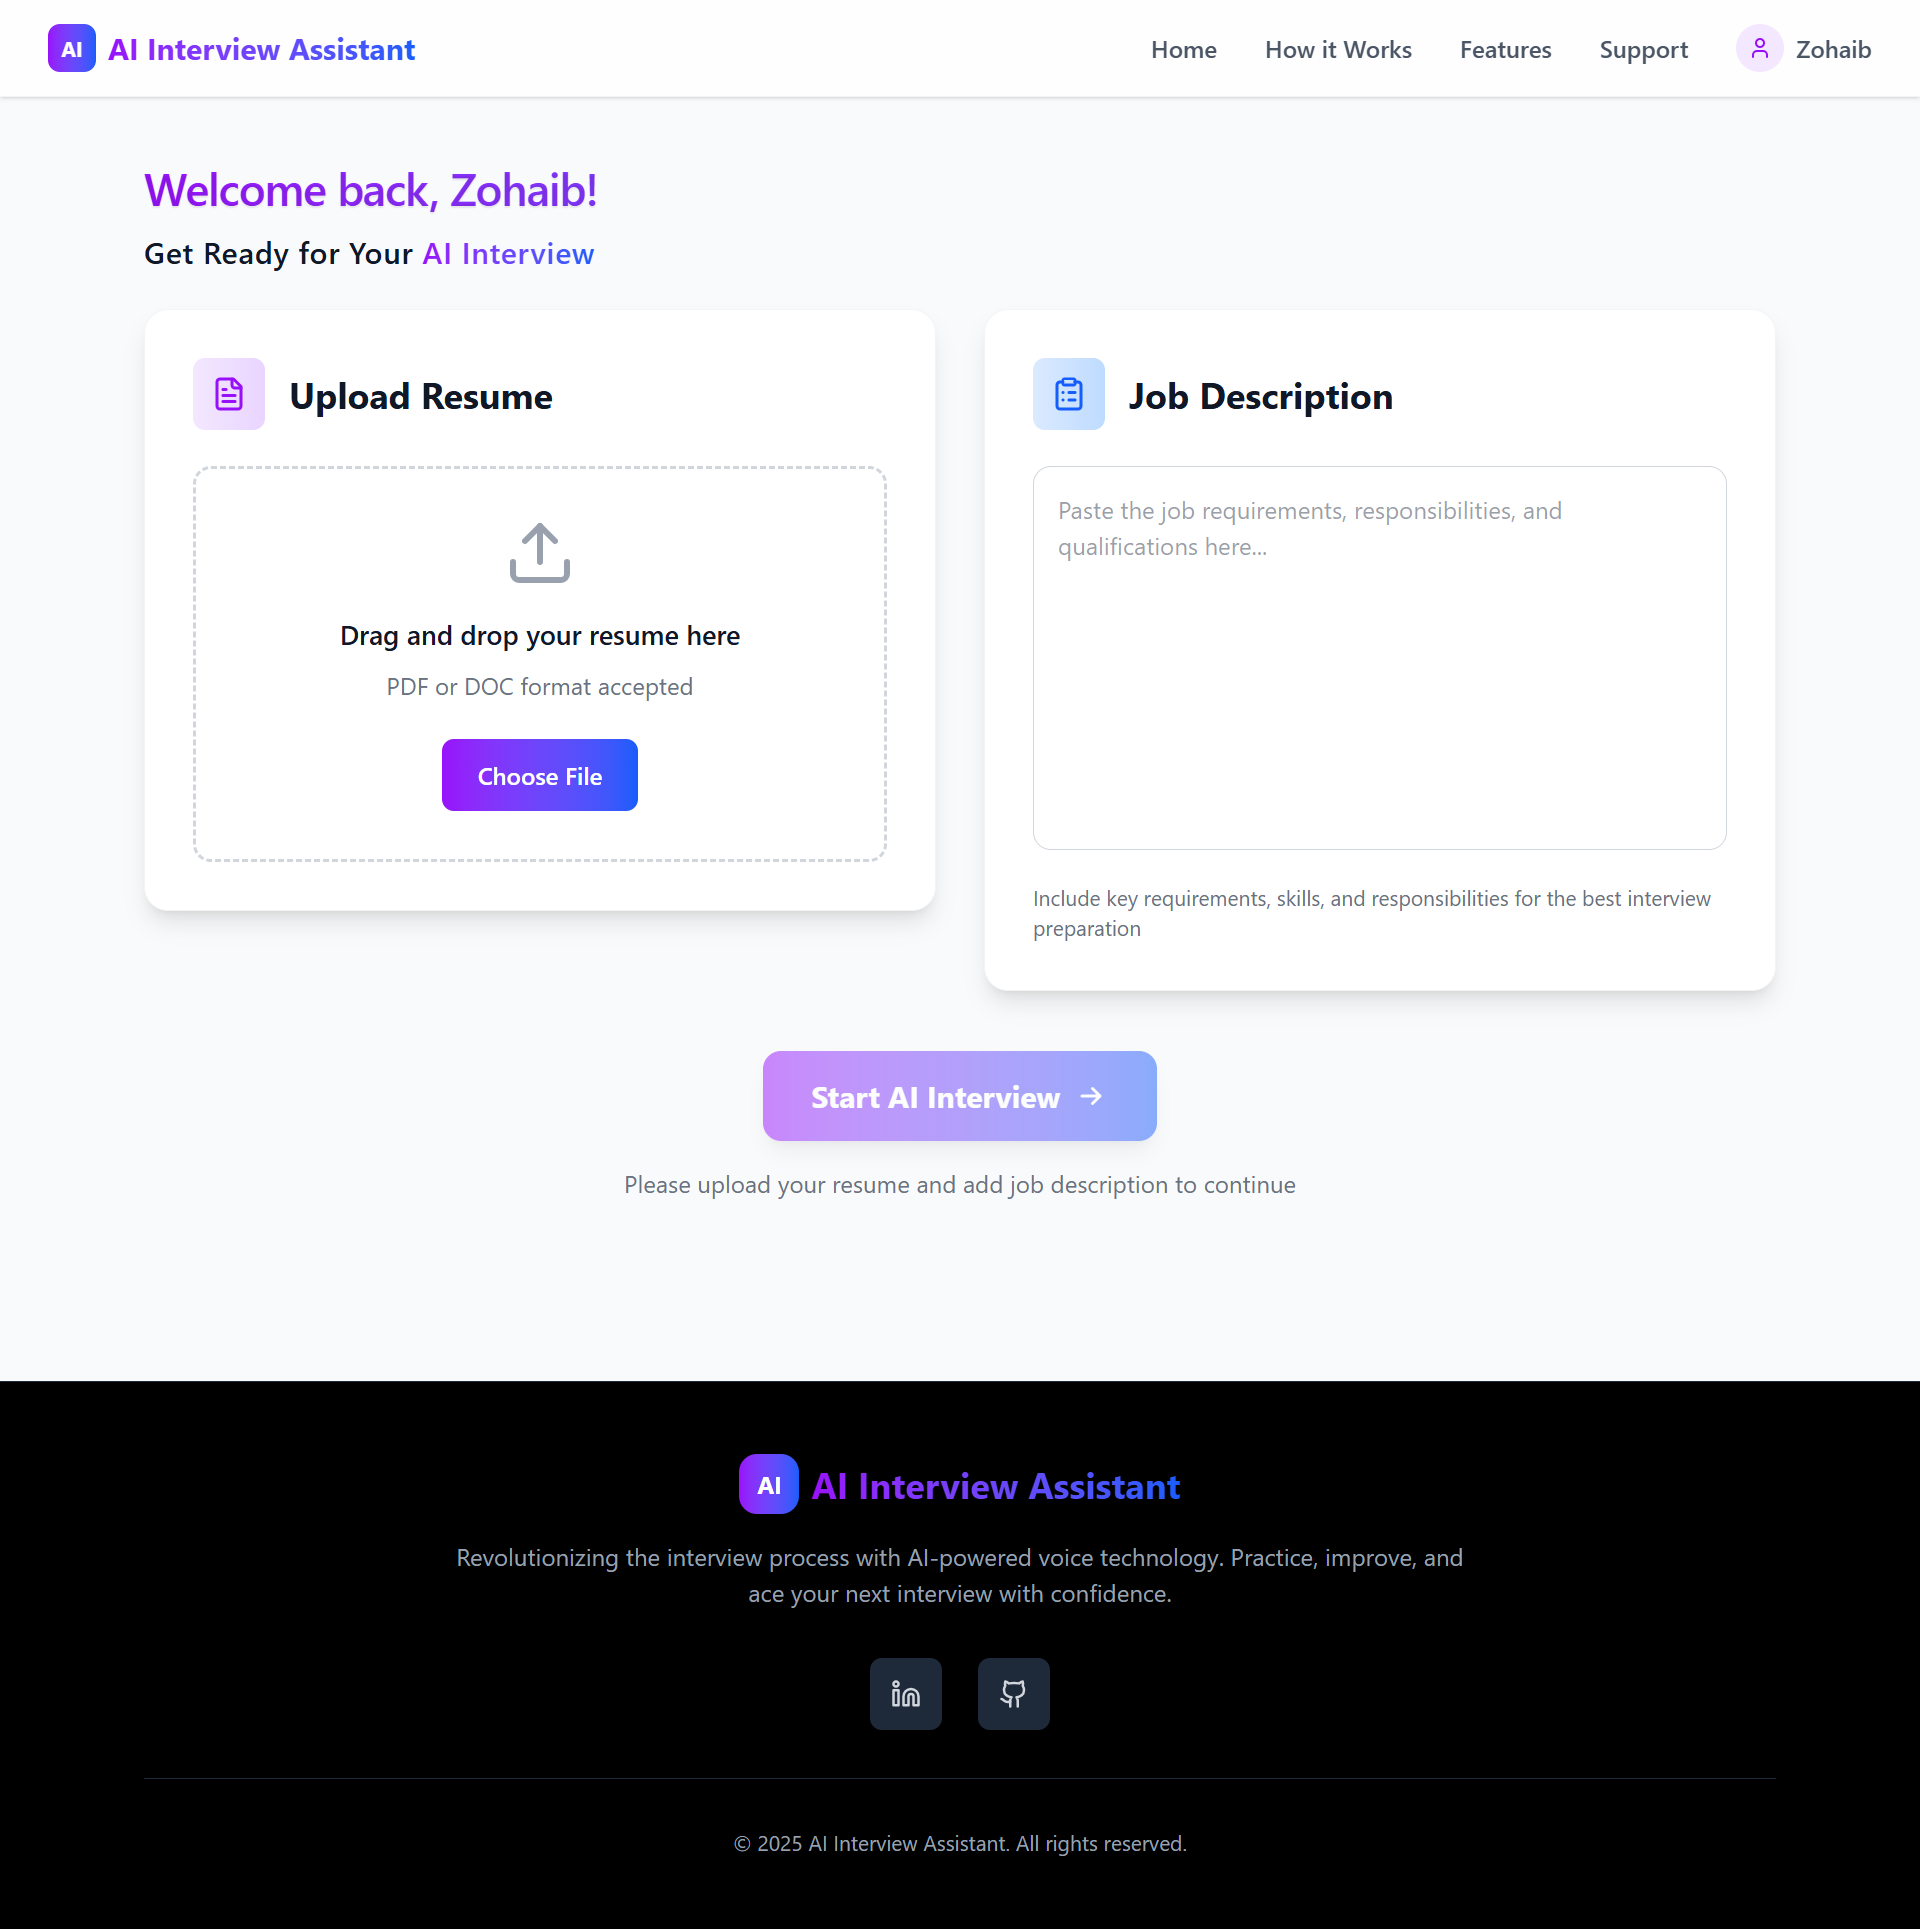 AI
AI Interview Assistant
Home
How it Works
Features
Support
Zohaib
Welcome back, Zohaib!
Get Ready for Your AI Interview
Upload Resume
Drag and drop your resume here
PDF or DOC format accepted
Choose File
Job Description
Paste the job requirements, responsibilities, and
qualifications here...
Include key requirements, skills, and responsibilities for the best interview
preparation
Start AI Interview →
Please upload your resume and add job description to continue
AI
AI Interview Assistant
Revolutionizing the interview process with AI-powered voice technology. Practice, improve, and
ace your next interview with confidence.
© 2025 AI Interview Assistant. All rights reserved.